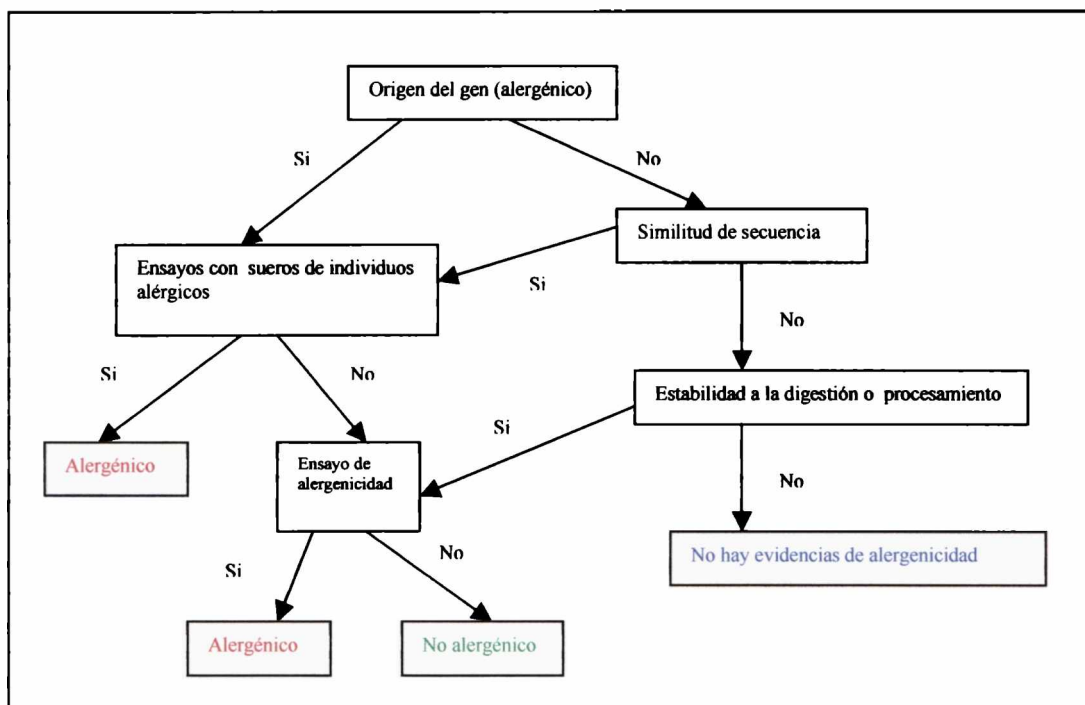 Origen del gen (alergénico)
Si
No
Similitud de secuencia
Ensayos con sueros de individuos
alérgicos
Si
No
Si
No
Estabilidad a la digestión o procesamiento
Alergénico
Ensayo de
alergenicidad
Si
No
No hay evidencias de alergenicidad
Si
No
Alergénico
No alergénico